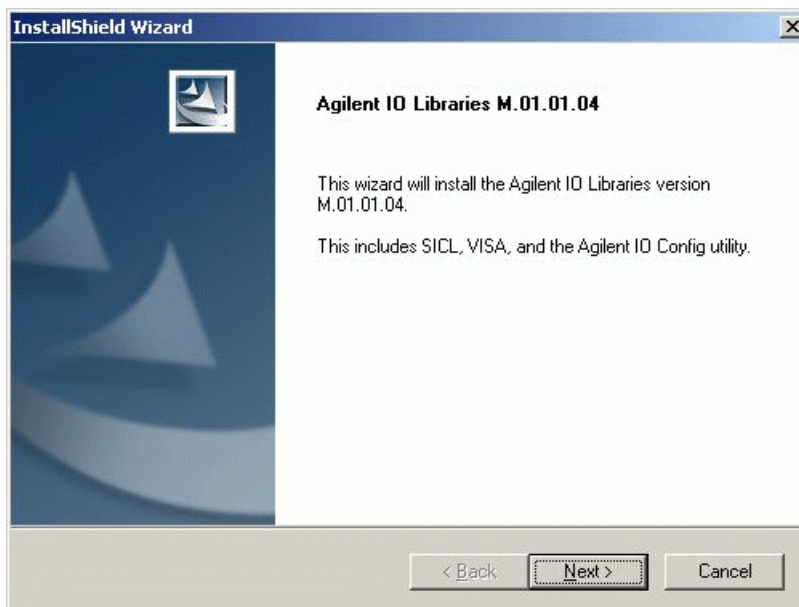 InstallShield Wizard
Agilent IO Libraries M.01.01.04
This wizard will install the Agilent IO Libraries version
M.01.01.04.
This includes SICL, VISA, and the Agilent IO Config utility.
< Back
Next >
Cancel